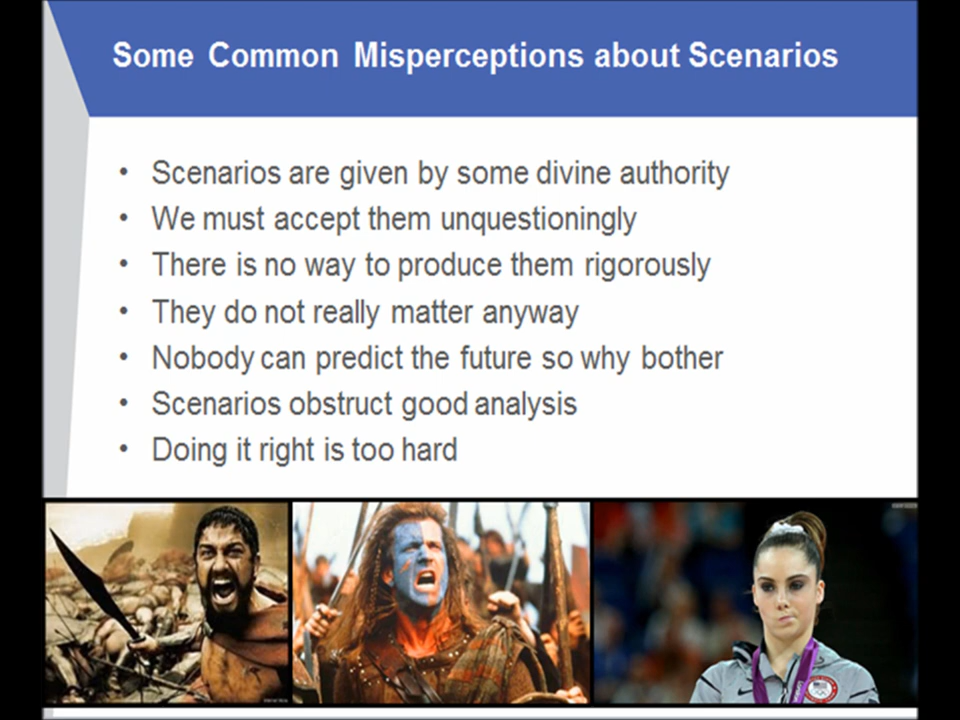 Some Common Misperceptions about Scenarios
• Scenarios are given by some divine authority
• We must accept them unquestioningly
• There is no way to produce them rigorously
• They do not really matter anyway
• Nobody can predict the future so why bother
• Scenarios obstruct good analysis
• Doing it right is too hard